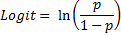 Logit = ln(p / (1 − p))